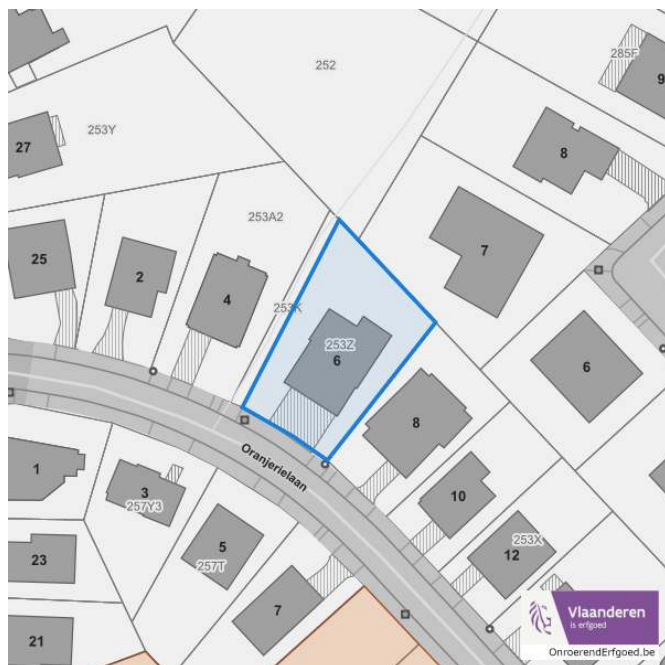 252
285F
9
253Y
27
8
253A2
25
2
7
4
253K
253Z
6
6
8
Oranjerielaan
1
3
257Y3
10
5
253X
12
23
257T
7
21
Vlaanderen
is erfgoed
OnroerendErfgoed.be